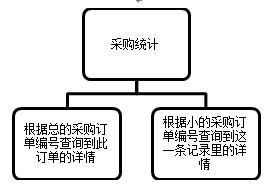 采购统计
根据总的采购订
单编号查询到此
订单的详情
根据小的采购订
单编号查询到这
一条记录里的详
情